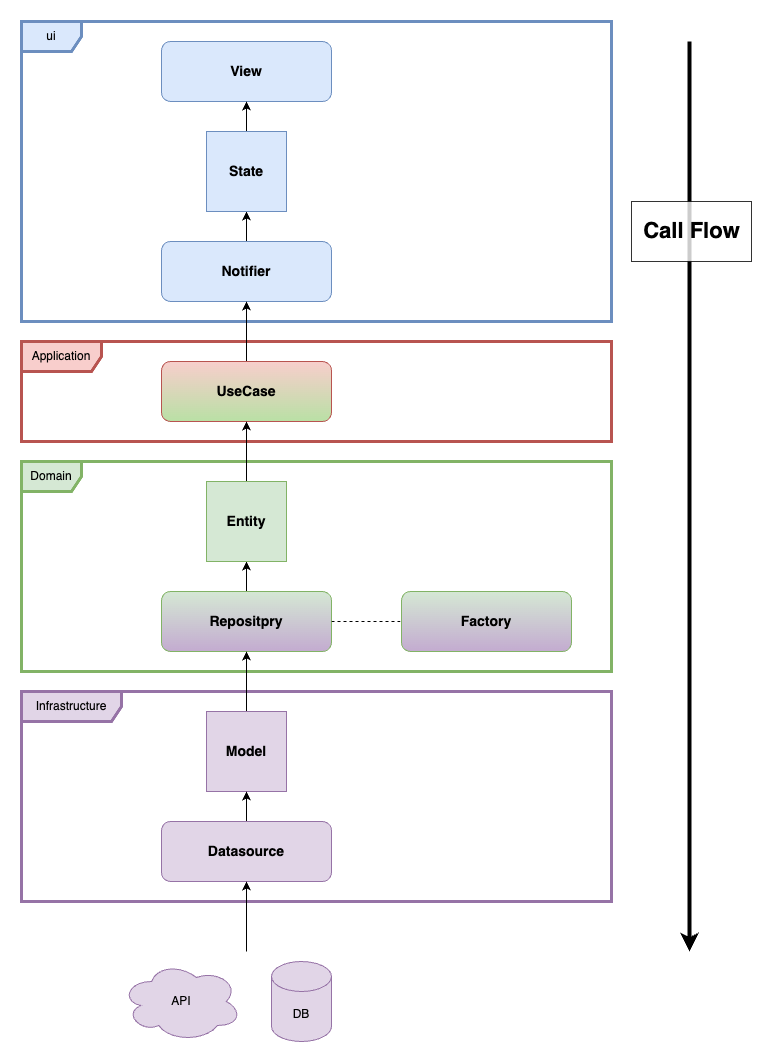 ui
View
State
Notifier
Call Flow
Application
UseCase
Domain
Entity
Repositpry
Factory
Infrastructure
Model
Datasource
API
DB